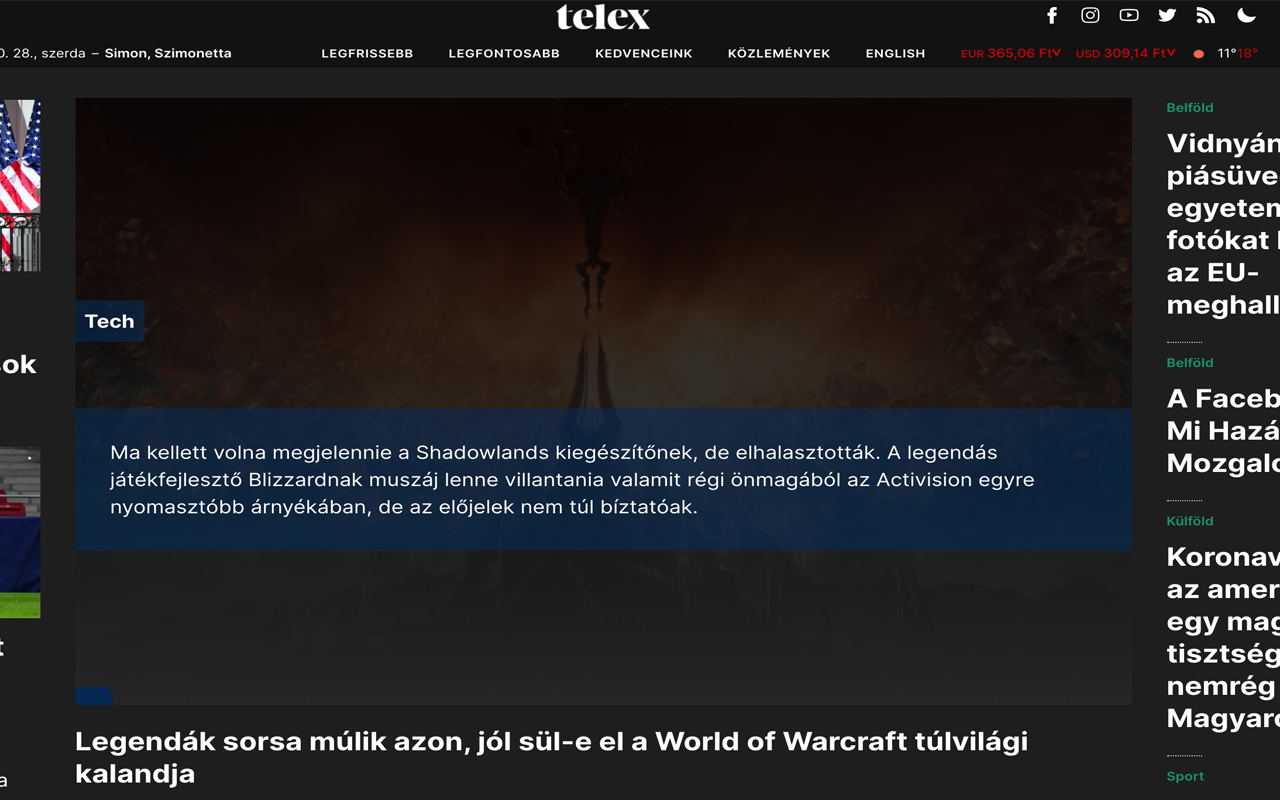 telex
0. 28., szerda – Simon, Szimonetta
LEGFRISSEBB LEGFONTOSABB KEDVENCEINK KÖZLEMÉNYEK ENGLISH
EUR 365,06 Ft USD 309,14 Ft 11° 18°
sok
t
a
Tech
Ma kellett volna megjelennie a Shadowlands kiegészítőnek, de elhalasztották. A legendás
játékfejlesztő Blizzardnak muszáj lenne villantania valamit régi önmagából az Activision egyre
nyomasztóbb árnyékában, de az előjelek nem túl bíztatóak.
Legendák sorsa múlik azon, jól sül-e el a World of Warcraft túlvilági
kalandja
Belföld
Vidnyán
piásüve
egyetem
fotókat
az EU-
meghall
Belföld
A Faceb
Mi Hazá
Mozgalo
Külföld
Koronav
az amer
egy mag
tisztség
nemrég
Magyaro
Sport